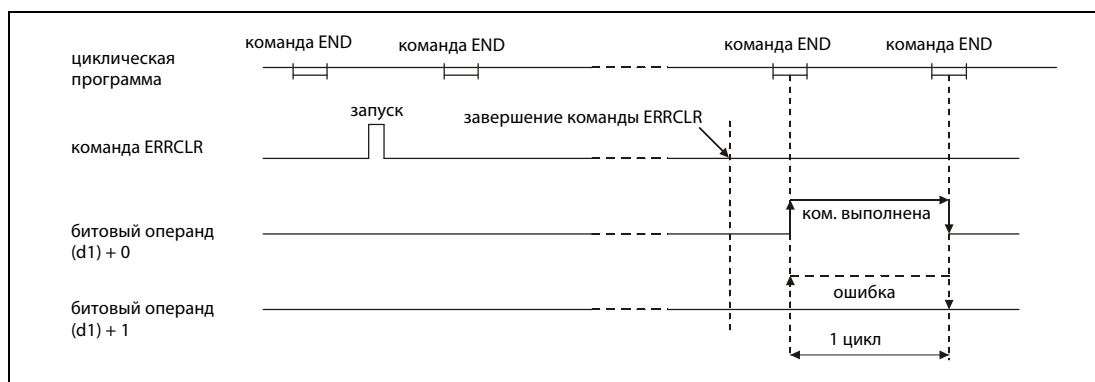 команда END
команда END
команда END
команда END
циклическая
программа
запуск
завершение команды ERRCLR
команда ERRCLR
ком. выполнена
битовый операнд
(d1) + 0
ошибка
битовый операнд
(d1) + 1
1 цикл